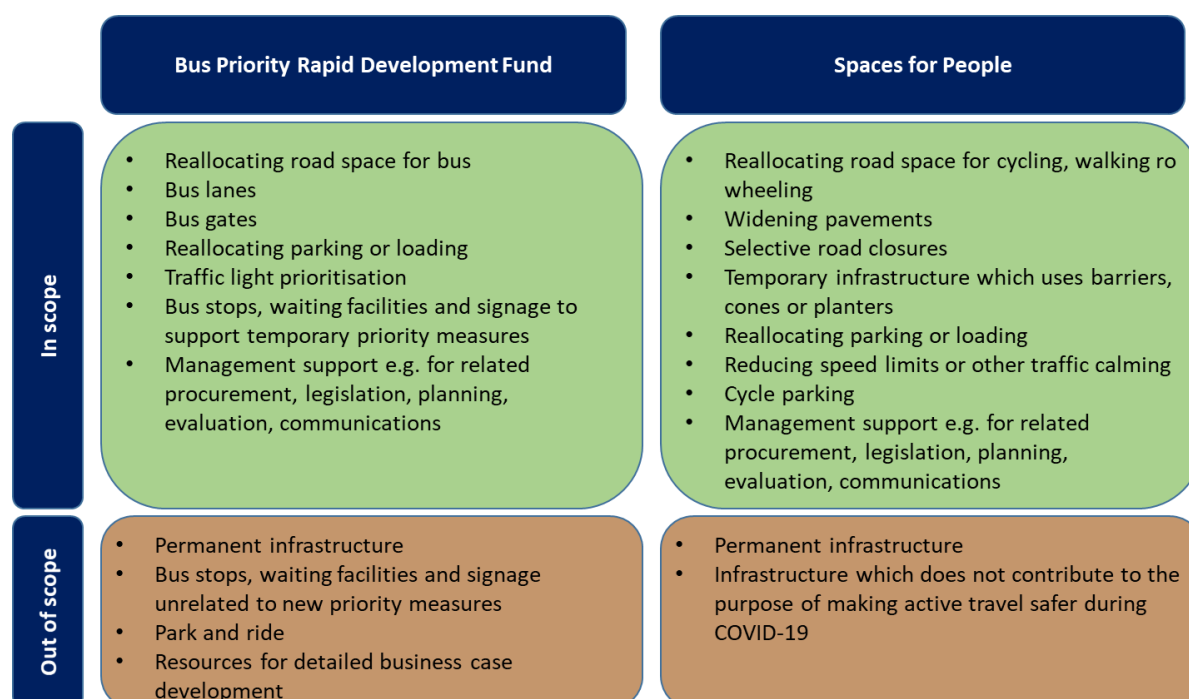 Bus Priority Rapid Development Fund
Spaces for People
In scope
• Reallocating road space for bus
• Bus lanes
• Bus gates
• Reallocating parking or loading
• Traffic light prioritisation
• Bus stops, waiting facilities and signage to
support temporary priority measures
• Management support e.g. for related
procurement, legislation, planning,
evaluation, communications
• Reallocating road space for cycling, walking ro
wheeling
• Widening pavements
• Selective road closures
• Temporary infrastructure which uses barriers,
cones or planters
• Reallocating parking or loading
• Reducing speed limits or other traffic calming
• Cycle parking
• Management support e.g. for related
procurement, legislation, planning,
evaluation, communications
Out of scope
• Permanent infrastructure
• Bus stops, waiting facilities and signage
unrelated to new priority measures
• Park and ride
• Resources for detailed business case
development
• Permanent infrastructure
• Infrastructure which does not contribute to the
purpose of making active travel safer during
COVID-19